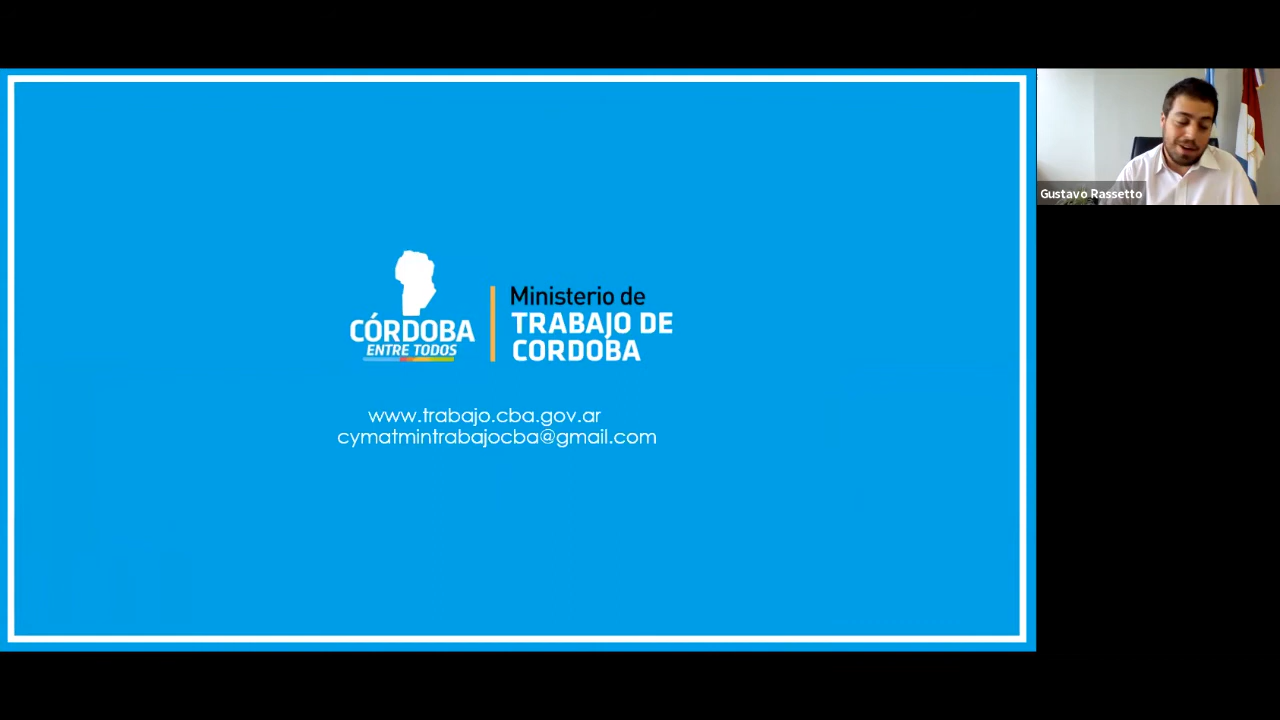 CÓRDOBA
ENTRE TODOS
Ministerio de
TRABAJO DE
CORDOBA
www.trabajo.cba.gov.ar
cymatmintrabajocba@gmail.com
Gustavo Rassetto